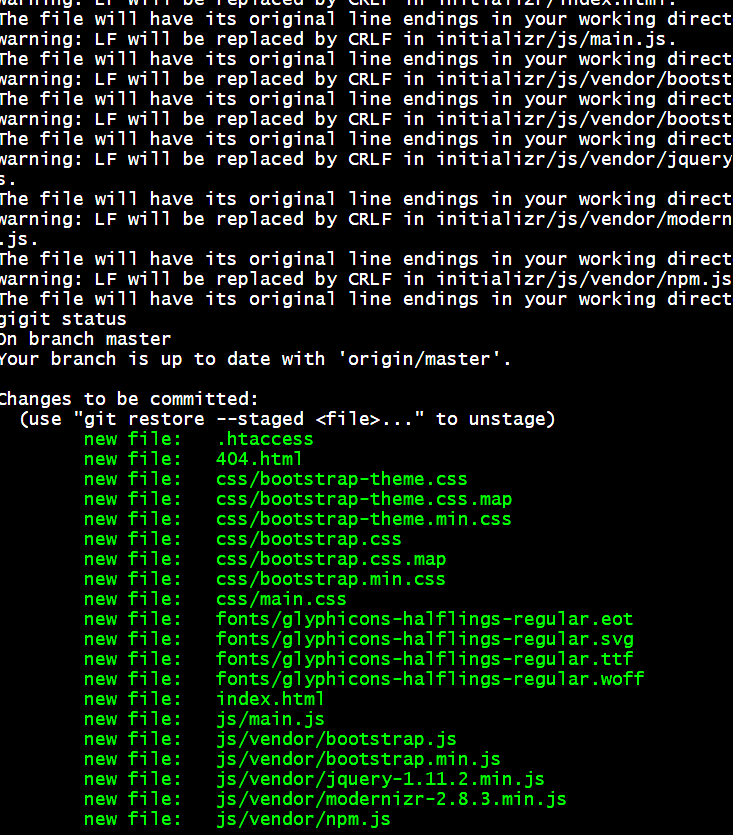 warning: LF will be replaced by CRLF in initializr/index.html.
The file will have its original line endings in your working direct
warning: LF will be replaced by CRLF in initializr/js/main.js.
The file will have its original line endings in your working direct
warning: LF will be replaced by CRLF in initializr/js/vendor/bootst
The file will have its original line endings in your working direct
warning: LF will be replaced by CRLF in initializr/js/vendor/bootst
The file will have its original line endings in your working direct
warning: LF will be replaced by CRLF in initializr/js/vendor/jquery
s.
The file will have its original line endings in your working direct
warning: LF will be replaced by CRLF in initializr/js/vendor/modern
.js.
The file will have its original line endings in your working direct
warning: LF will be replaced by CRLF in initializr/js/vendor/npm.js
The file will have its original line endings in your working direct
gigit status
On branch master
Your branch is up to date with 'origin/master'.
Changes to be committed:
(use "git restore --staged <file>..." to unstage)
new file: .htaccess
new file: 404.html
new file: css/bootstrap-theme.css
new file: css/bootstrap-theme.css.map
new file: css/bootstrap-theme.min.css
new file: css/bootstrap.css
new file: css/bootstrap.css.map
new file: css/bootstrap.min.css
new file: css/main.css
new file: fonts/glyphicons-halflings-regular.eot
new file: fonts/glyphicons-halflings-regular.svg
new file: fonts/glyphicons-halflings-regular.ttf
new file: fonts/glyphicons-halflings-regular.woff
new file: index.html
new file: js/main.js
new file: js/vendor/bootstrap.js
new file: js/vendor/bootstrap.min.js
new file: js/vendor/jquery-1.11.2.min.js
new file: js/vendor/modernizr-2.8.3.min.js
new file: js/vendor/npm.js